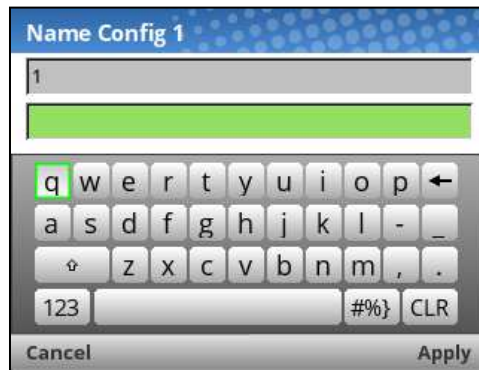 Name Config 1
1
q w e r t y u i o p ←
a s d f g h j k l - _
⇧ z x c v b n m , .
123 #%} CLR
Cancel Apply